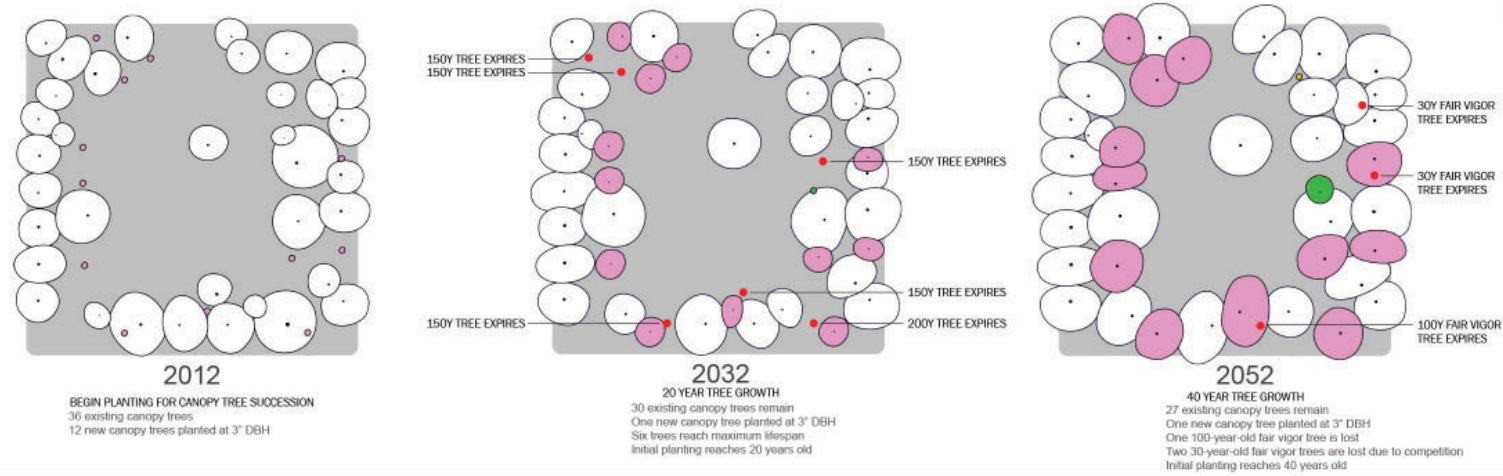 2012
BEGIN PLANTING FOR CANOPY TREE SUCCESSION
36 existing canopy trees
12 new canopy trees planted at 3" DBH
150Y TREE EXPIRES
150Y TREE EXPIRES
150Y TREE EXPIRES
150Y TREE EXPIRES
150Y TREE EXPIRES
200Y TREE EXPIRES
2032
20 YEAR TREE GROWTH
30 existing canopy trees remain
One new canopy tree planted at 3" DBH
Six trees reach maximum lifespan
Initial planting reaches 20 years old
30Y FAIR VIGOR
TREE EXPIRES
30Y FAIR VIGOR
TREE EXPIRES
100Y FAIR VIGOR
TREE EXPIRES
2052
40 YEAR TREE GROWTH
27 existing canopy trees remain
One new canopy tree planted at 3" DBH
One 100-year-old fair vigor tree is lost
Two 30-year-old fair vigor trees are lost due to competition
Initial planting reaches 40 years old